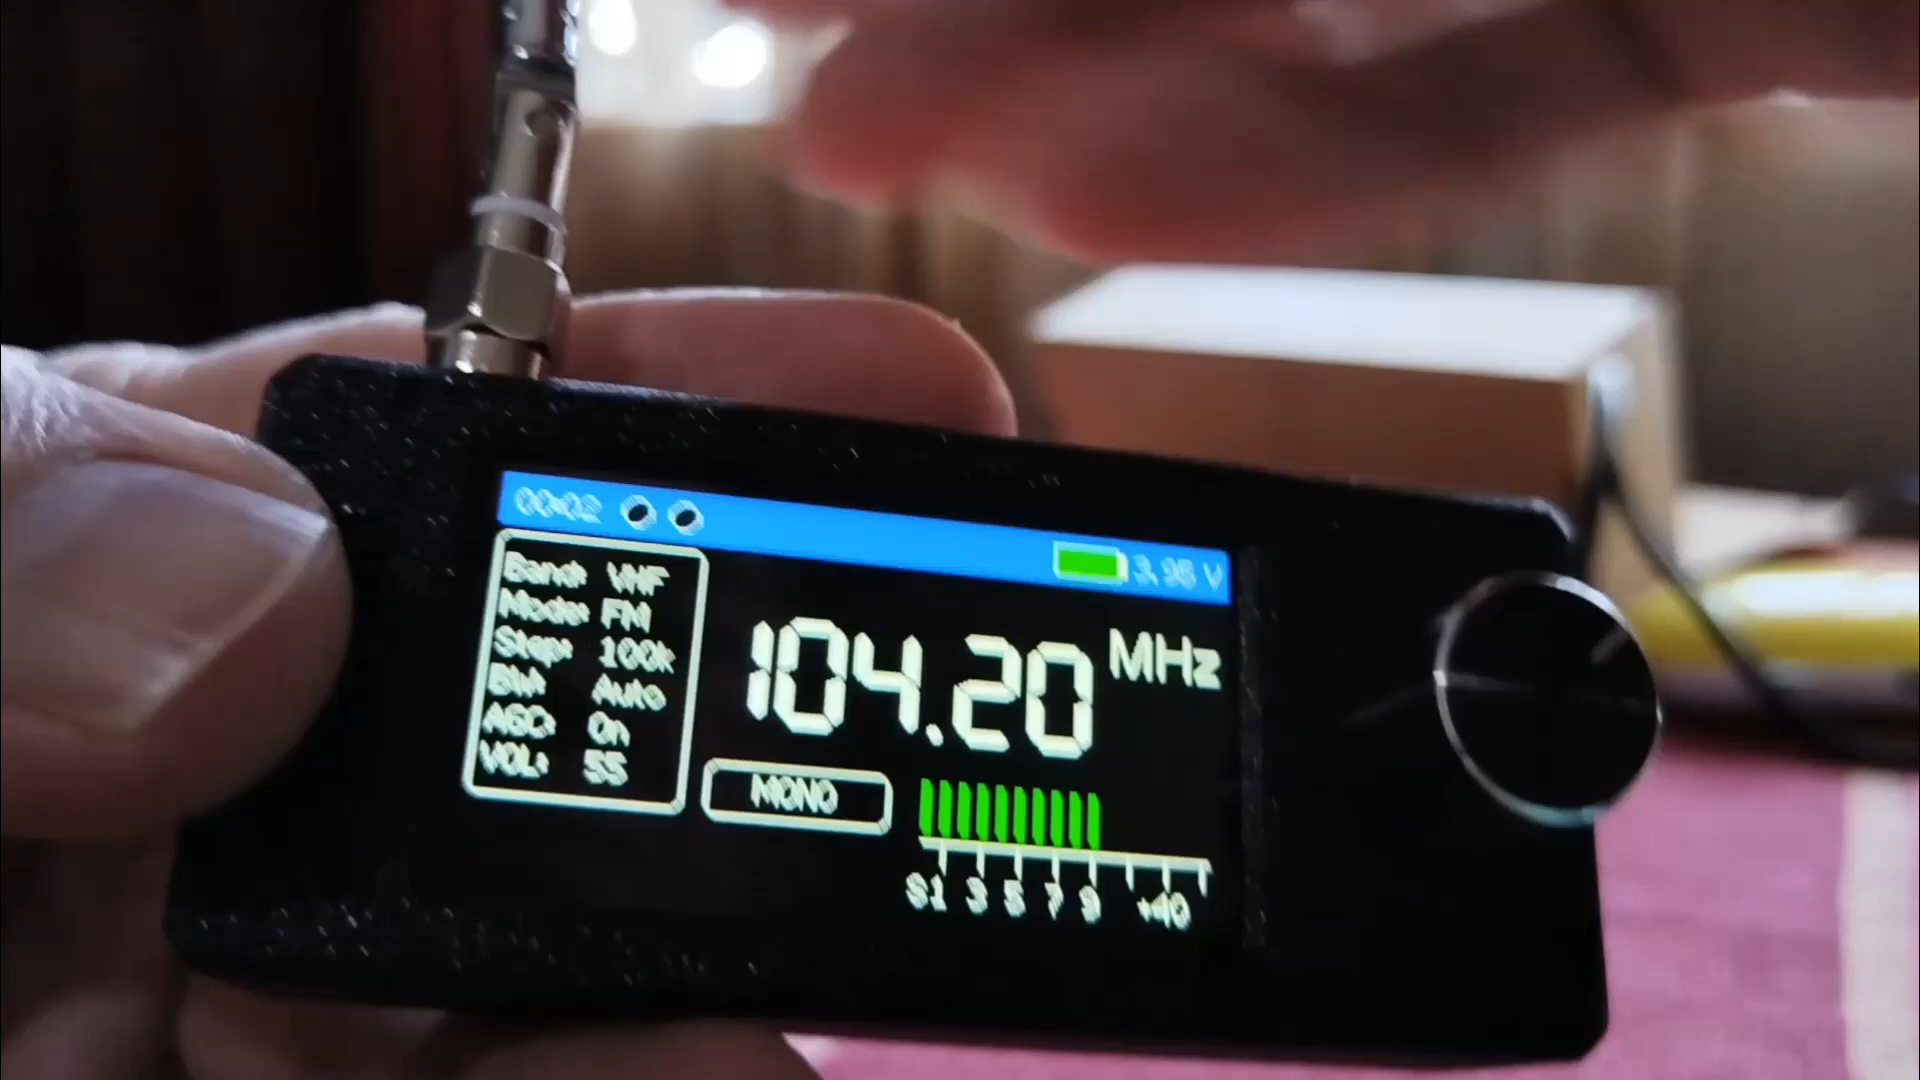 00:02
3.95 V
Band: VHF
Mode: FM
Step: 100k
BW: Auto
AGC: On
VOL: 55
104.20 MHz
MONO
S1 3 5 7 9 +40